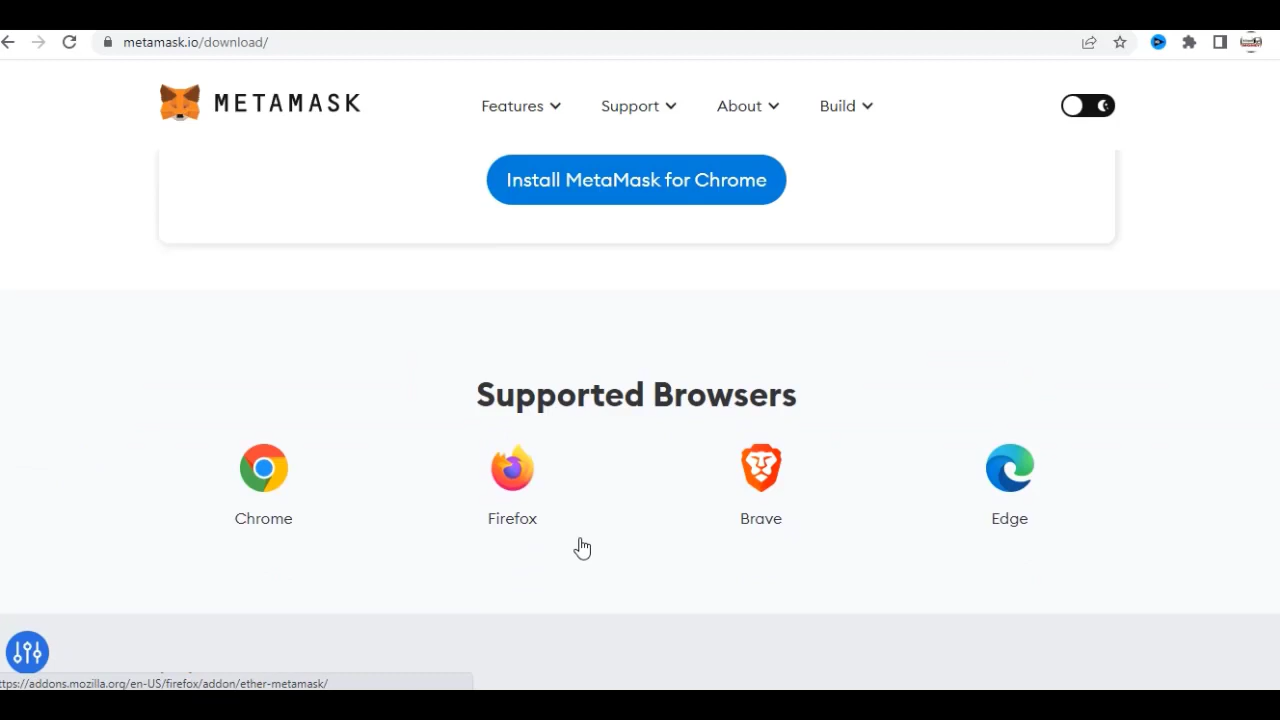 metamask.io/download/
METAMASK
Features
Support
About
Build
Install MetaMask for Chrome
Supported Browsers
Chrome
Firefox
Brave
Edge
ttps://addons.mozilla.org/en-US/firefox/addon/ether-metamask/